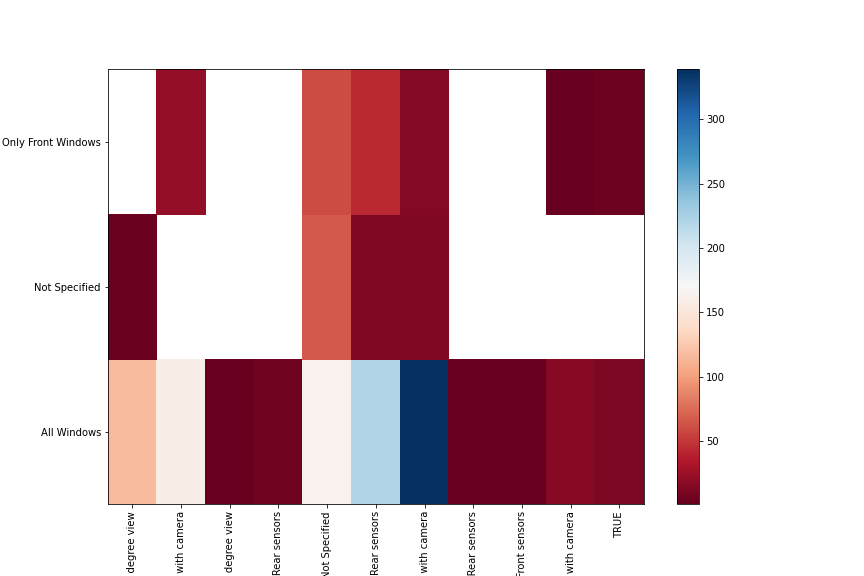 Only Front Windows
Not Specified
All Windows
degree view
with camera
degree view
Rear sensors
Not Specified
Rear sensors
with camera
Rear sensors
Front sensors
with camera
TRUE
300
250
200
150
100
50